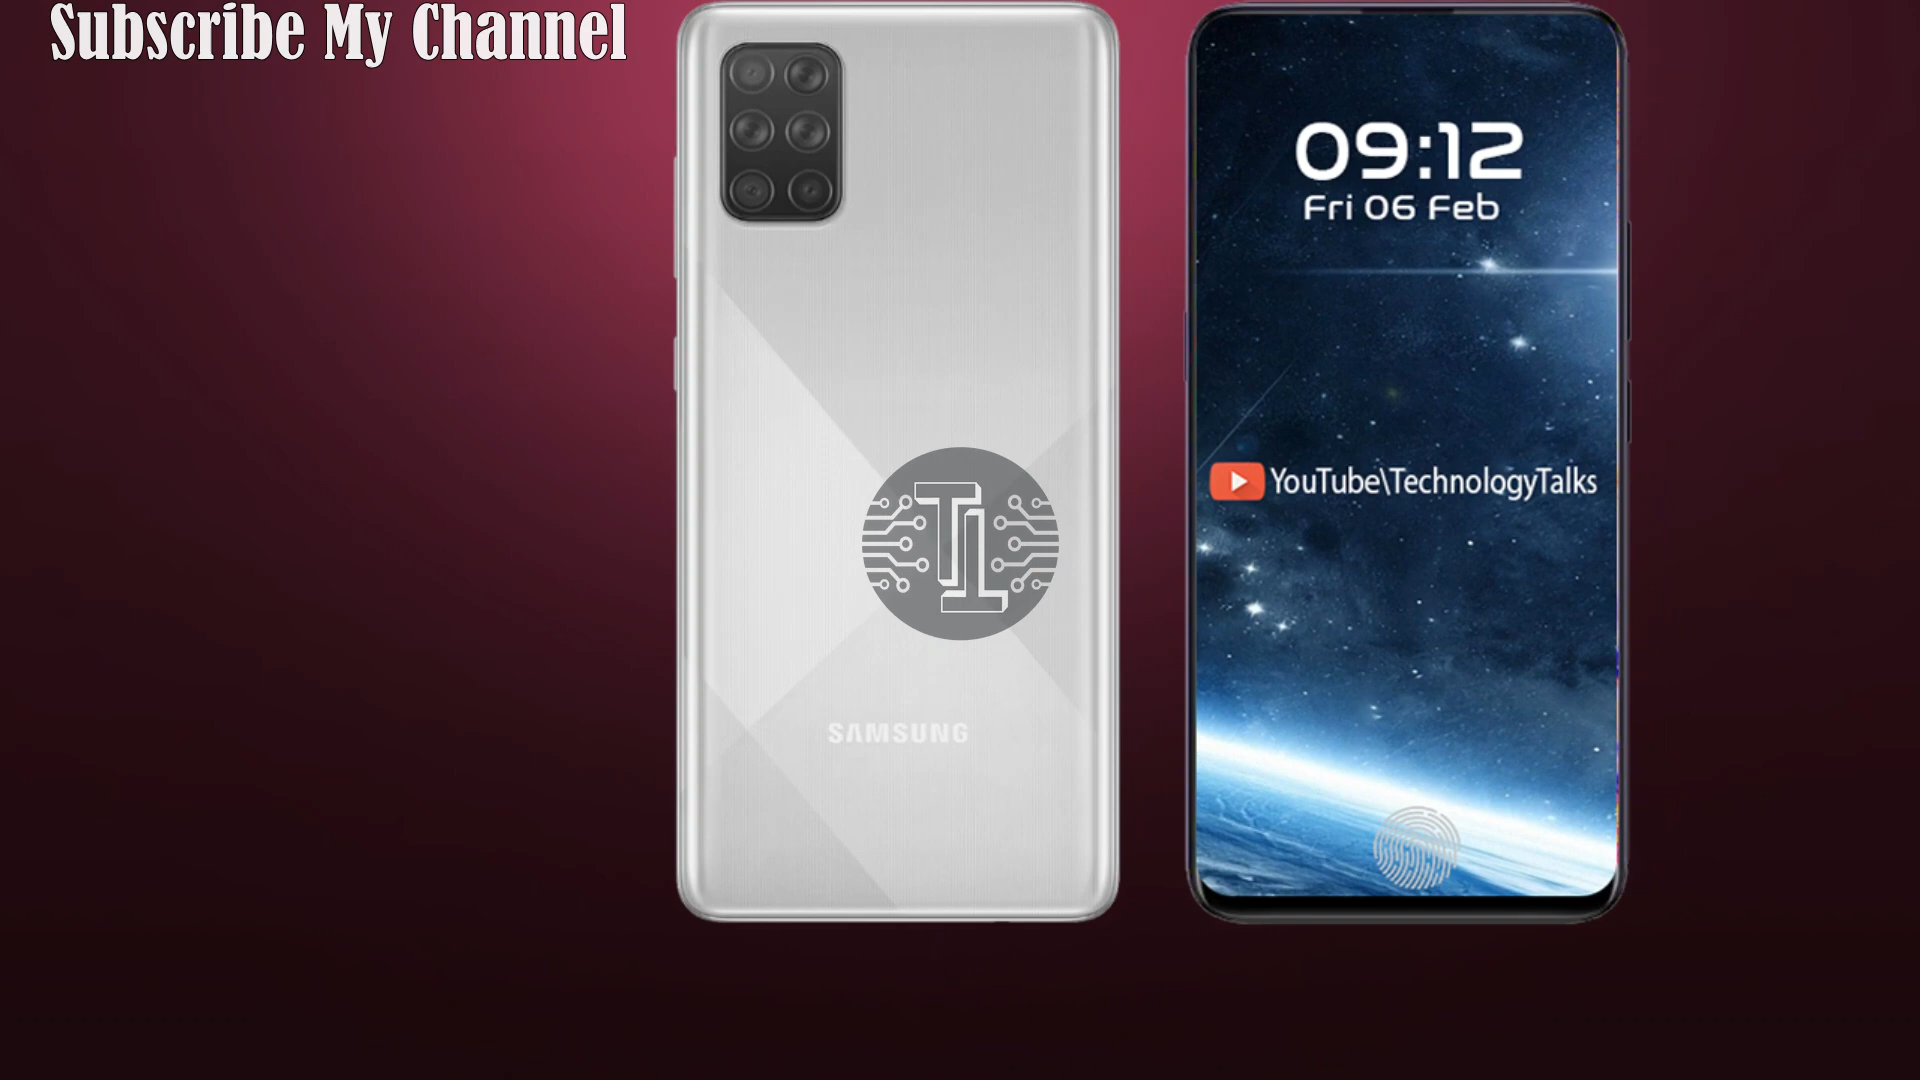 Subscribe My Channel
09:12
Fri 06 Feb
YouTube\TechnologyTalks
SAMSUNG